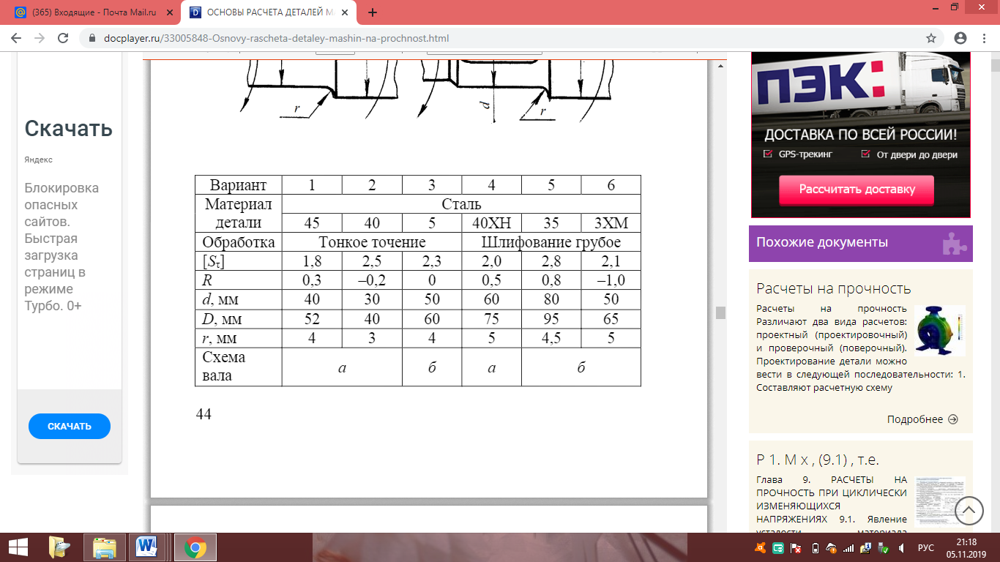 (365) Входящие - Почта Mail.ru
ОСНОВЫ РАСЧЕТА ДЕТАЛЕЙ М
docplayer.ru/33005848-Osnovy-rascheta-detaley-mashin-na-prochnost.html
Скачать
Яндекс
Блокировка
опасных
сайтов.
Быстрая
загрузка
страниц в
режиме
Турбо. 0+
СКАЧАТЬ
r d r
Вариант 1 2 3 4 5 6
Материал детали Сталь
45 40 5 40ХН 35 3ХМ
Обработка Тонкое точение Шлифование грубое
[Sτ] 1,8 2,5 2,3 2,0 2,8 2,1
R 0,3 –0,2 0 0,5 0,8 –1,0
d, мм 40 30 50 60 80 50
D, мм 52 40 60 75 95 65
r, мм 4 3 4 5 4,5 5
Схема вала а б а б
44
ПЭК:
ДОСТАВКА ПО ВСЕЙ РОССИИ!
GPS-трекинг От двери до двери
Рассчитать доставку
Похожие документы
Расчеты на прочность
Расчеты на прочность
Различают два вида расчетов:
проектный (проектировочный)
и проверочный (поверочный).
Проектирование детали можно
вести в следующей последовательности: 1.
Составляют расчетную схему
Подробнее
Р 1. М х , (9.1) , т.е.
Глава 9. РАСЧЕТЫ НА
ПРОЧНОСТЬ ПРИ ЦИКЛИЧЕСКИ
ИЗМЕНЯЮЩИХСЯ
НАПРЯЖЕНИЯХ 9.1. Явление
усталости материала
РУС
21:18
05.11.2019